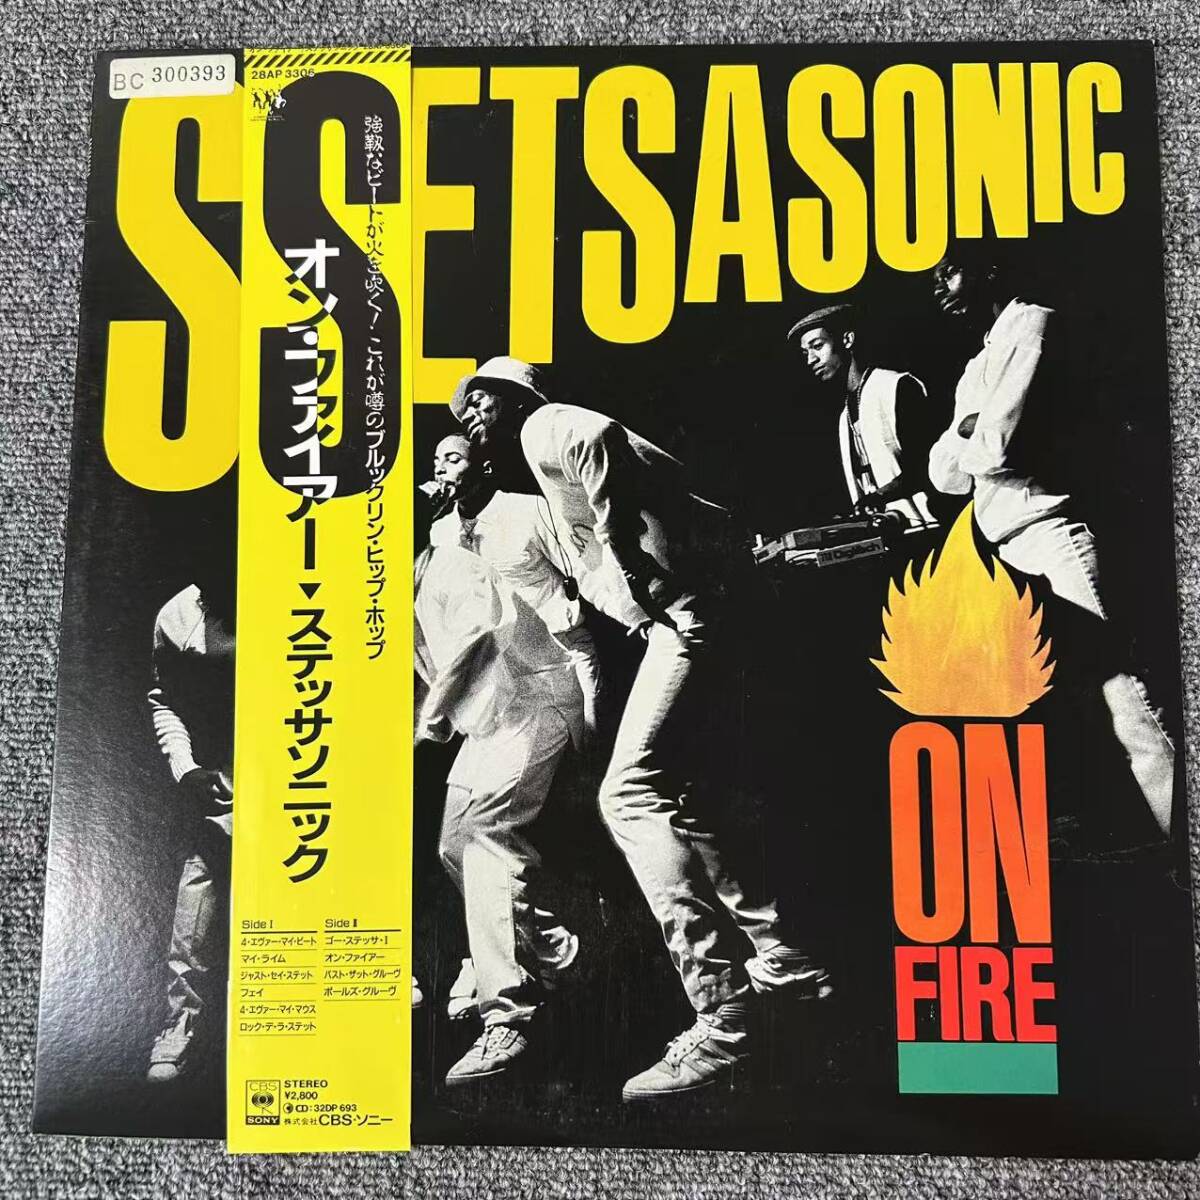 BC 300393
28AP 3306
SSETSASONIC
強靱なビートが火を吹く!これが噂のブルックリン・ヒップ・ホップ
オン・ファイアー▼ステッサソニック
Side I
4・エヴァー・マイ・ビート
マイ・ライム
ジャスト・セイ・ステット
フェイ
4・エヴァー・マイ・マウス
ロック・デ・ラ・ステット
Side II
ゴー・ステッサ・I
オン・ファイアー
バスト・ザット・グルーヴ
ポールズ・グルーヴ
CBS
SONY
STEREO
¥2,800
CD:32DP 693
株式会社CBS・ソニー
Digitech
ON
FIRE